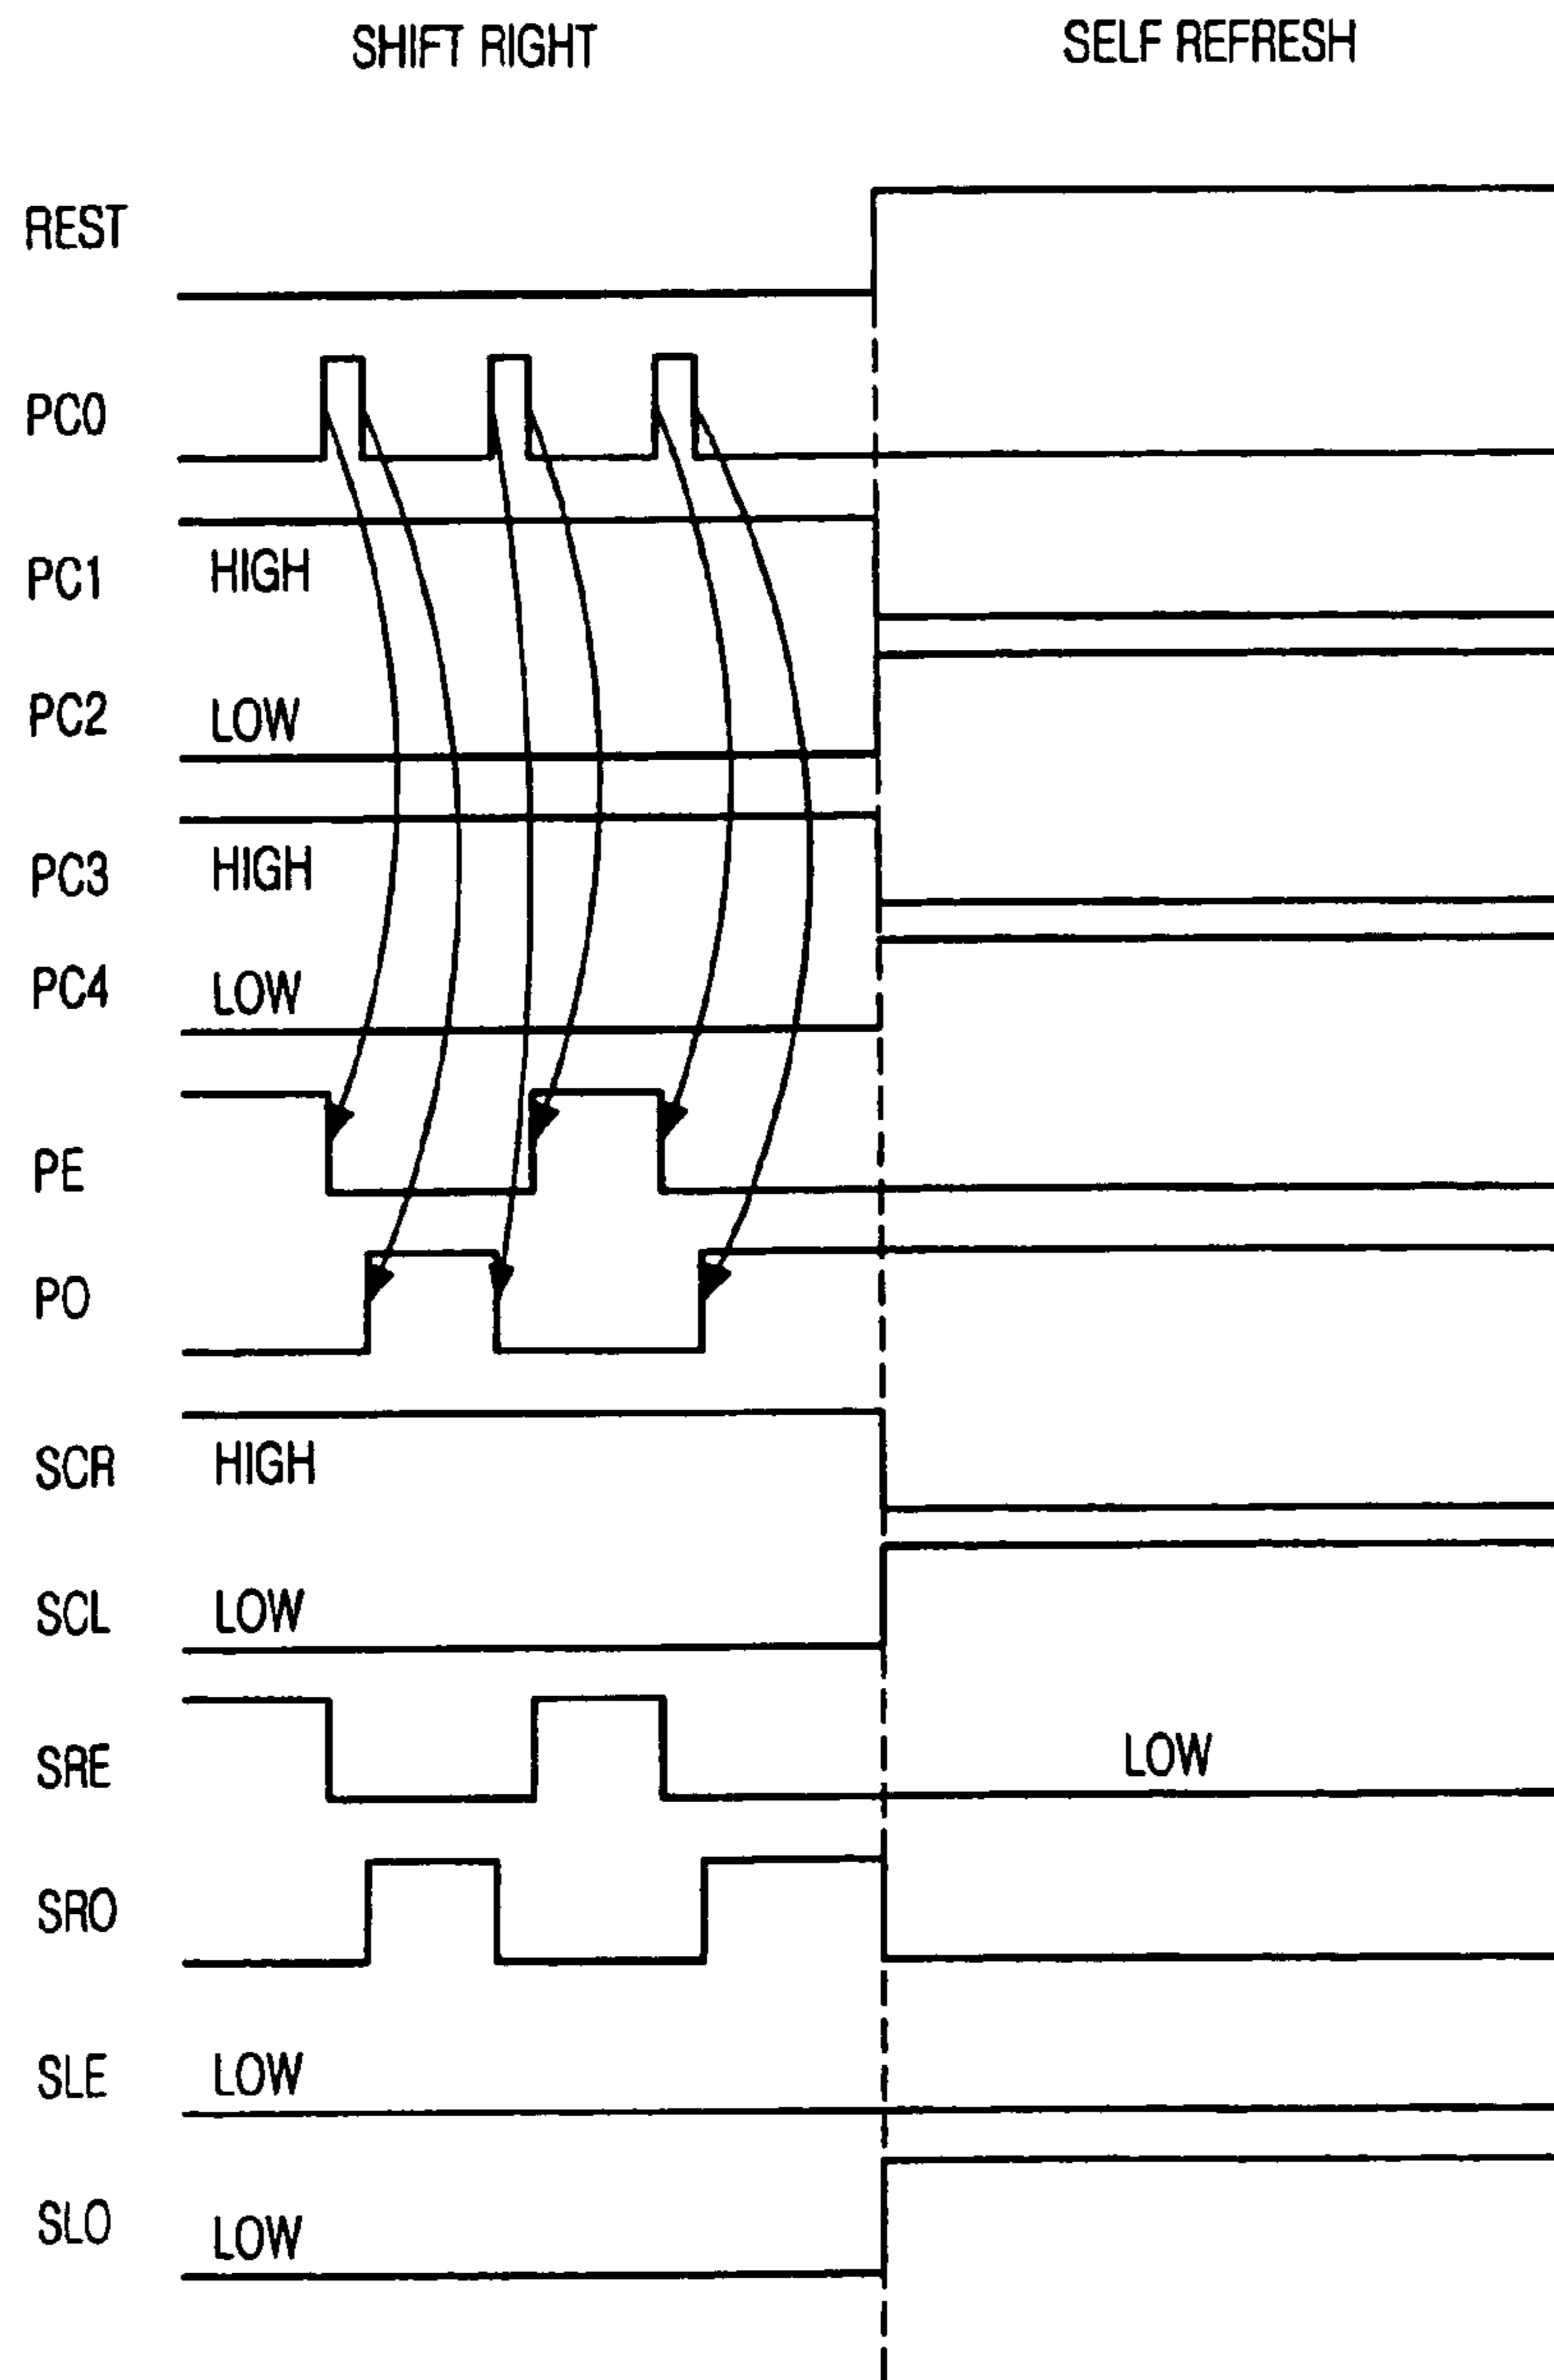 SHIFT RIGHT SELF REFRESH
REST
PC0
PC1 HIGH
PC2 LOW
PC3 HIGH
PC4 LOW
PE
PO
SCR HIGH
SCL LOW
SRE LOW
SRO
SLE LOW
SLO LOW